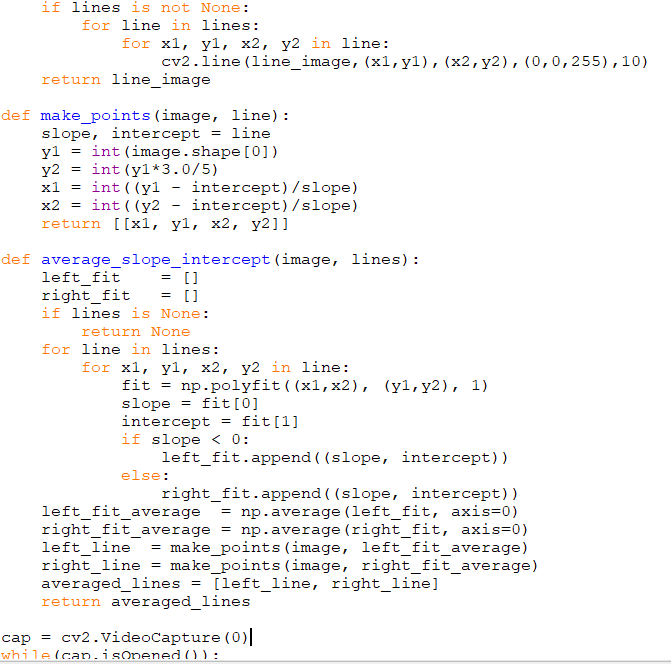 if lines is not None:
        for line in lines:
            for x1, y1, x2, y2 in line:
                cv2.line(line_image,(x1,y1),(x2,y2),(0,0,255),10)
    return line_image

def make_points(image, line):
    slope, intercept = line
    y1 = int(image.shape[0])
    y2 = int(y1*3.0/5)
    x1 = int((y1 - intercept)/slope)
    x2 = int((y2 - intercept)/slope)
    return [[x1, y1, x2, y2]]

def average_slope_intercept(image, lines):
    left_fit    = []
    right_fit   = []
    if lines is None:
        return None
    for line in lines:
        for x1, y1, x2, y2 in line:
            fit = np.polyfit((x1,x2), (y1,y2), 1)
            slope = fit[0]
            intercept = fit[1]
            if slope < 0:
                left_fit.append((slope, intercept))
            else:
                right_fit.append((slope, intercept))
    left_fit_average  = np.average(left_fit, axis=0)
    right_fit_average = np.average(right_fit, axis=0)
    left_line  = make_points(image, left_fit_average)
    right_line = make_points(image, right_fit_average)
    averaged_lines = [left_line, right_line]
    return averaged_lines

cap = cv2.VideoCapture(0)
while(cap.isOpened()):